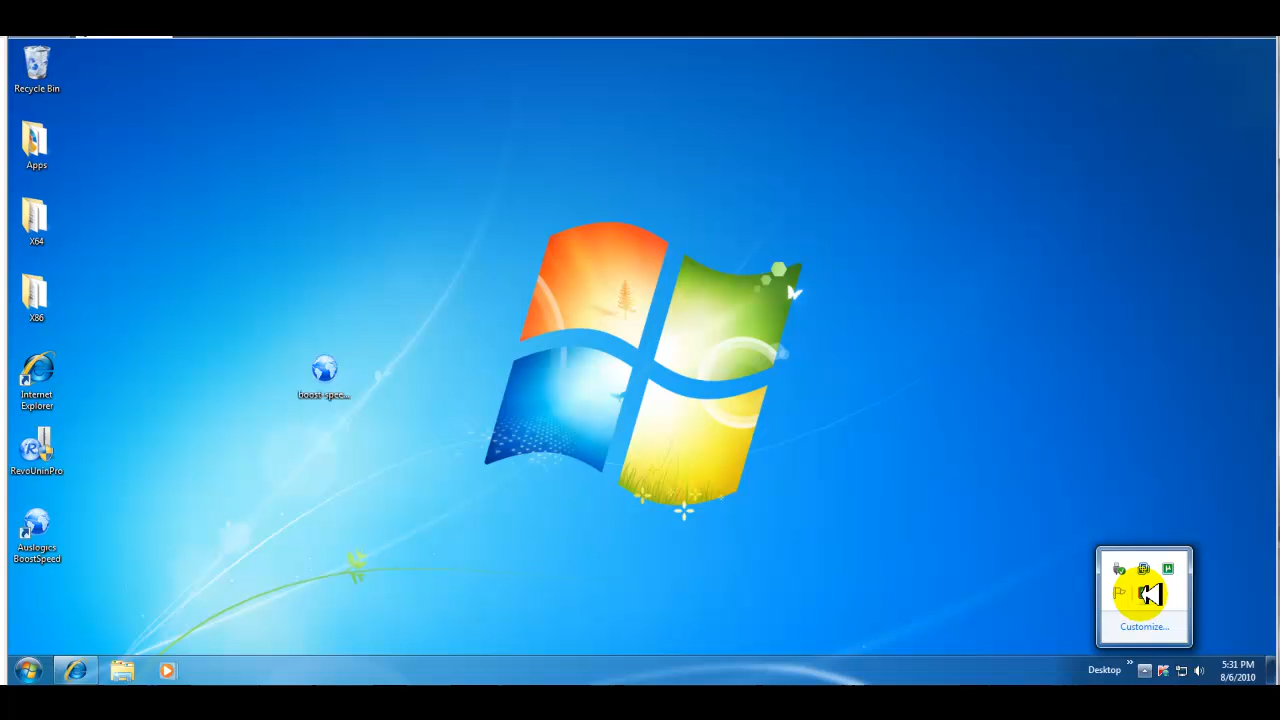 Recycle Bin
Apps
X64
X86
Internet
Explorer
RevoUninPro
Auslogics
BoostSpeed
boost-spee...
Customize...
Desktop
5:31 PM
8/6/2010